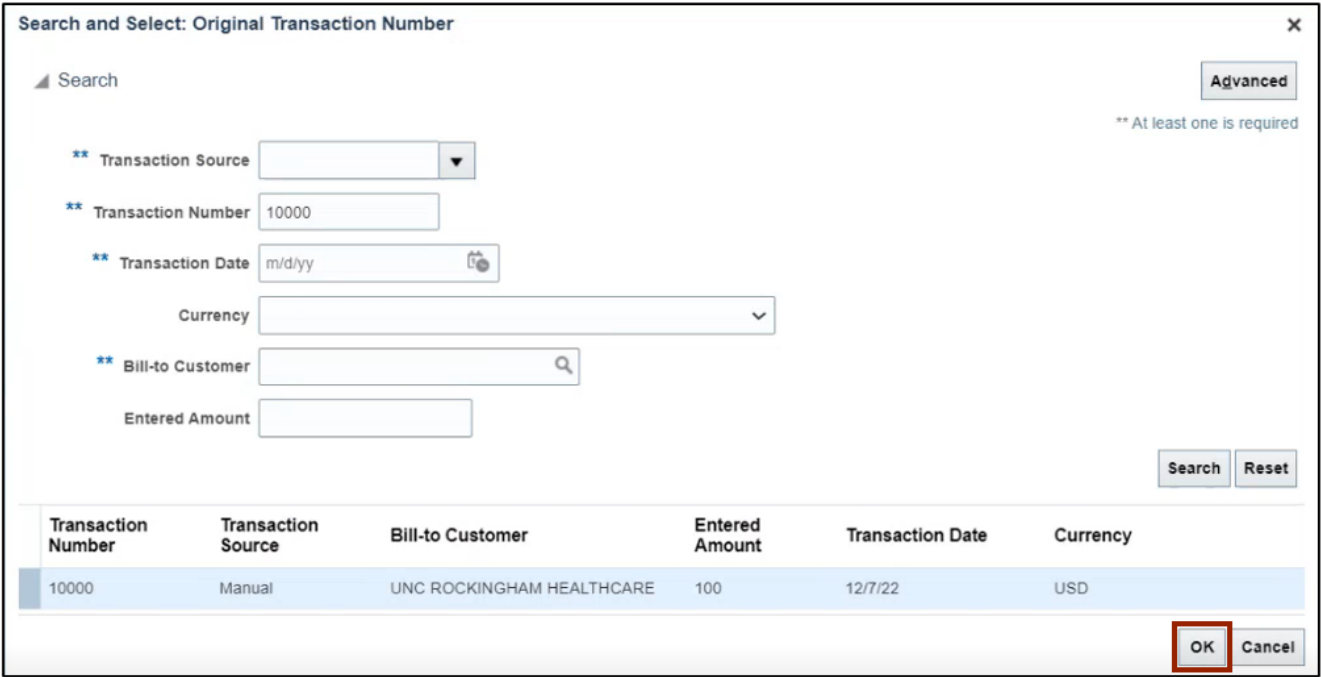 Search and Select: Original Transaction Number
Search
Advanced
** At least one is required
** Transaction Source
** Transaction Number 10000
** Transaction Date m/d/yy
Currency
** Bill-to Customer
Entered Amount
Search Reset
Transaction Number Transaction Source Bill-to Customer Entered Amount Transaction Date Currency
10000 Manual UNC ROCKINGHAM HEALTHCARE 100 12/7/22 USD
OK Cancel